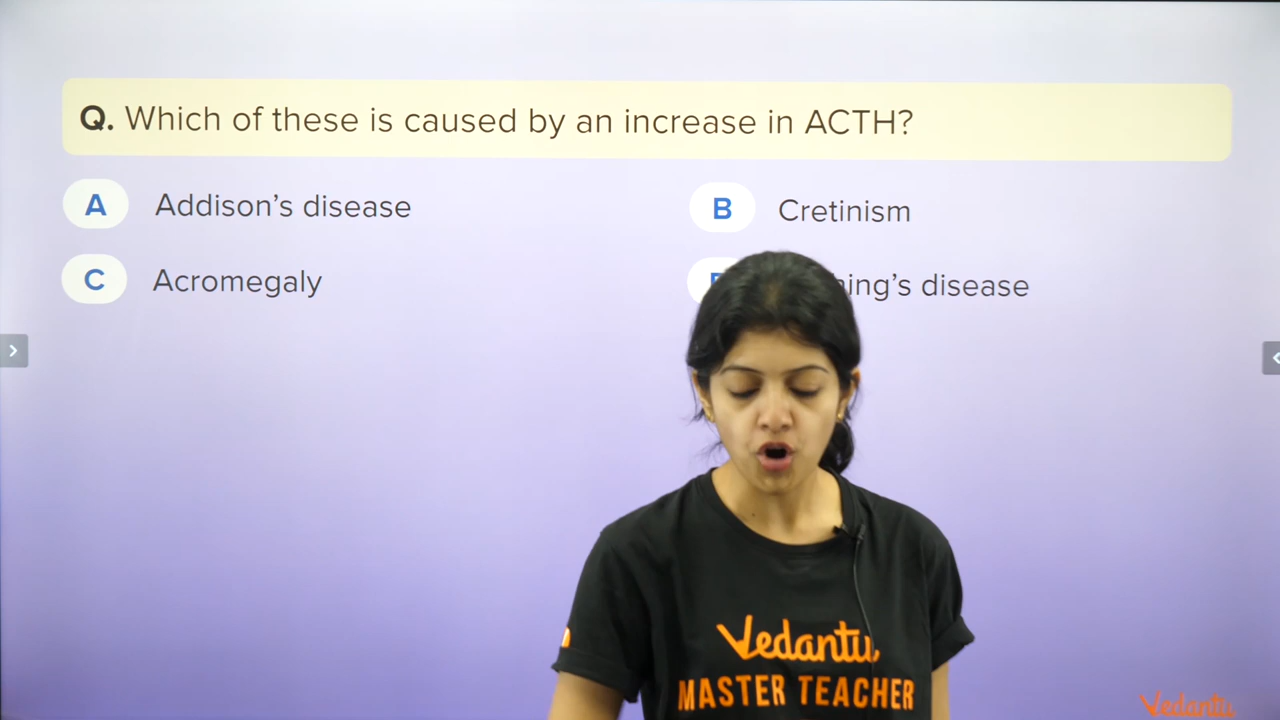 Q. Which of these is caused by an increase in ACTH?
A Addison's disease
B Cretinism
C Acromegaly
disease
Vedantu
MASTER TEACHER
Vedantu